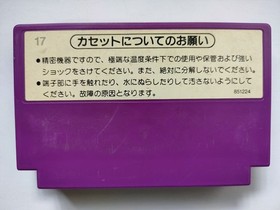 17
カセットについてのお願い
●精密機器ですので、極端な温度条件下での使用や保管および強い
ショックをさけてください。また、絶対に分解しないでください。
●端子部に手を触れたり、水にぬらしたりして汚さないようにして
ください。故障の原因となります。
851224